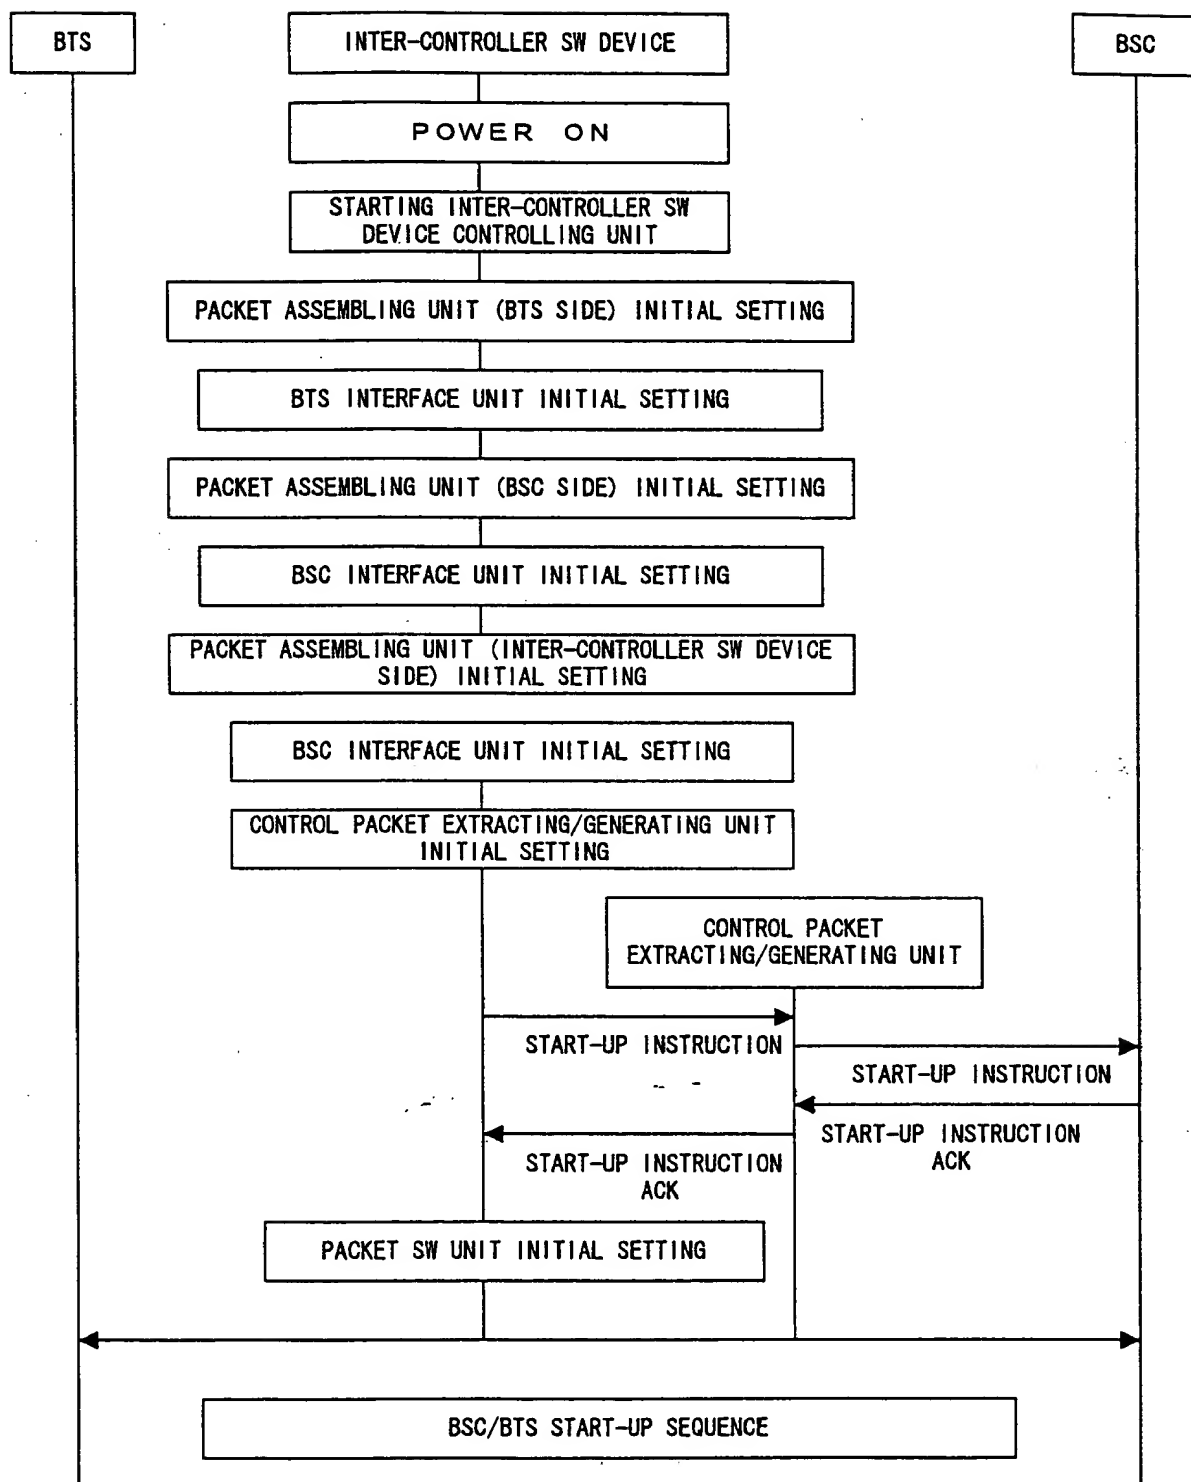 BTS
INTER-CONTROLLER SW DEVICE
BSC
POWER ON
STARTING INTER-CONTROLLER SW
DEVICE CONTROLLING UNIT
PACKET ASSEMBLING UNIT (BTS SIDE) INITIAL SETTING
BTS INTERFACE UNIT INITIAL SETTING
PACKET ASSEMBLING UNIT (BSC SIDE) INITIAL SETTING
BSC INTERFACE UNIT INITIAL SETTING
PACKET ASSEMBLING UNIT (INTER-CONTROLLER SW DEVICE
SIDE) INITIAL SETTING
BSC INTERFACE UNIT INITIAL SETTING
CONTROL PACKET EXTRACTING/GENERATING UNIT
INITIAL SETTING
CONTROL PACKET
EXTRACTING/GENERATING UNIT
START-UP INSTRUCTION
START-UP INSTRUCTION
START-UP INSTRUCTION
ACK
START-UP INSTRUCTION
ACK
PACKET SW UNIT INITIAL SETTING
BSC/BTS START-UP SEQUENCE